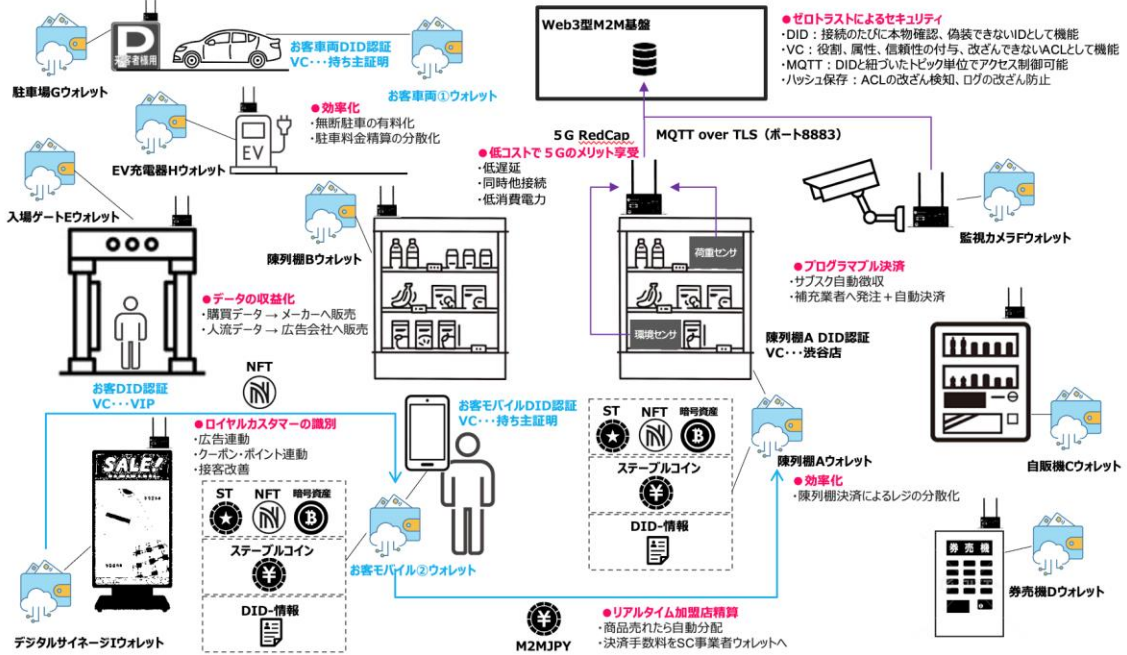 Web3型M2M基盤
●ゼロトラストによるセキュリティ
・DID：接続のたびに本物確認、偽装できないIDとして機能
・VC：役割、属性、信頼性の付与、改ざんできないACLとして機能
・MQTT：DIDと紐づいたトピック単位でアクセス制御可能
・ハッシュ保存：ACLの改ざん検知、ログの改ざん防止
P
来客者様用
お客車両DID認証
VC・・・持ち主証明
駐車場Gウォレット
お客車両①ウォレット
●効率化
・無断駐車の有料化
・駐車料金精算の分散化
EV
EV充電器Hウォレット
5G RedCap
MQTT over TLS（ポート8883）
●低コストで５Gのメリット享受
・低遅延
・同時他接続
・低消費電力
入場ゲートEウォレット
陳列棚Bウォレット
荷重センサ
環境センサ
監視カメラFウォレット
●プログラマブル決済
・サブスク自動徴収
・補充業者へ発注＋自動決済
●データの収益化
・購買データ → メーカーへ販売
・人流データ → 広告会社へ販売
陳列棚A DID認証
VC・・・渋谷店
お客DID認証
VC・・・VIP
NFT
お客モバイルDID認証
VC・・・持ち主証明
●ロイヤルカスタマーの識別
・広告連動
・クーポン・ポイント連動
・接客改善
SALE!
ST NFT 暗号資産
ステーブルコイン
DID-情報
お客モバイル②ウォレット
ST NFT 暗号資産
ステーブルコイン
DID-情報
陳列棚Aウォレット
●効率化
・陳列棚決済によるレジの分散化
自販機Cウォレット
券売機
券売機Dウォレット
デジタルサイネージIウォレット
M2MJPY
●リアルタイム加盟店精算
・商品売れたら自動分配
・決済手数料をSC事業者ウォレットへ